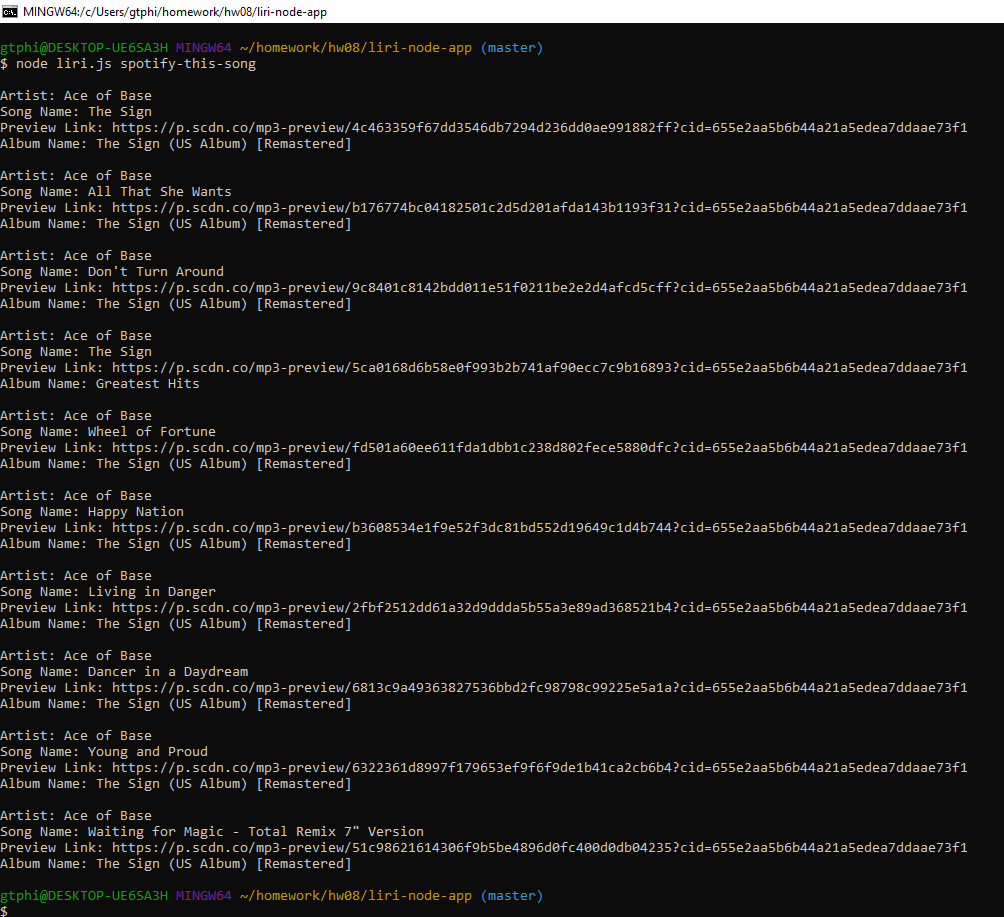 MINGW64:/c/Users/gtphi/homework/hw08/liri-node-app
gtphi@DESKTOP-UE6SA3H MINGW64 ~/homework/hw08/liri-node-app (master)
$ node liri.js spotify-this-song
Artist: Ace of Base
Song Name: The Sign
Preview Link: https://p.scdn.co/mp3-preview/4c463359f67dd3546db7294d236dd0ae991882ff?cid=655e2aa5b6b44a21a5edea7ddaae73f1
Album Name: The Sign (US Album) [Remastered]
Artist: Ace of Base
Song Name: All That She Wants
Preview Link: https://p.scdn.co/mp3-preview/b176774bc04182501c2d5d201afda143b1193f31?cid=655e2aa5b6b44a21a5edea7ddaae73f1
Album Name: The Sign (US Album) [Remastered]
Artist: Ace of Base
Song Name: Don't Turn Around
Preview Link: https://p.scdn.co/mp3-preview/9c8401c8142bdd011e51f0211be2e2d4afcd5cff?cid=655e2aa5b6b44a21a5edea7ddaae73f1
Album Name: The Sign (US Album) [Remastered]
Artist: Ace of Base
Song Name: The Sign
Preview Link: https://p.scdn.co/mp3-preview/5ca0168d6b58e0f993b2b741af90ecc7c9b16893?cid=655e2aa5b6b44a21a5edea7ddaae73f1
Album Name: Greatest Hits
Artist: Ace of Base
Song Name: Wheel of Fortune
Preview Link: https://p.scdn.co/mp3-preview/fd501a60ee611fda1dbb1c238d802fece5880dfc?cid=655e2aa5b6b44a21a5edea7ddaae73f1
Album Name: The Sign (US Album) [Remastered]
Artist: Ace of Base
Song Name: Happy Nation
Preview Link: https://p.scdn.co/mp3-preview/b3608534e1f9e52f3dc81bd552d19649c1d4b744?cid=655e2aa5b6b44a21a5edea7ddaae73f1
Album Name: The Sign (US Album) [Remastered]
Artist: Ace of Base
Song Name: Living in Danger
Preview Link: https://p.scdn.co/mp3-preview/2fbf2512dd61a32d9ddda5b55a3e89ad368521b4?cid=655e2aa5b6b44a21a5edea7ddaae73f1
Album Name: The Sign (US Album) [Remastered]
Artist: Ace of Base
Song Name: Dancer in a Daydream
Preview Link: https://p.scdn.co/mp3-preview/6813c9a49363827536bbd2fc98798c99225e5a1a?cid=655e2aa5b6b44a21a5edea7ddaae73f1
Album Name: The Sign (US Album) [Remastered]
Artist: Ace of Base
Song Name: Young and Proud
Preview Link: https://p.scdn.co/mp3-preview/6322361d8997f179653ef9f6f9de1b41ca2cb6b4?cid=655e2aa5b6b44a21a5edea7ddaae73f1
Album Name: The Sign (US Album) [Remastered]
Artist: Ace of Base
Song Name: Waiting for Magic - Total Remix 7" Version
Preview Link: https://p.scdn.co/mp3-preview/51c98621614306f9b5be4896d0fc400d0db04235?cid=655e2aa5b6b44a21a5edea7ddaae73f1
Album Name: The Sign (US Album) [Remastered]
gtphi@DESKTOP-UE6SA3H MINGW64 ~/homework/hw08/liri-node-app (master)
$